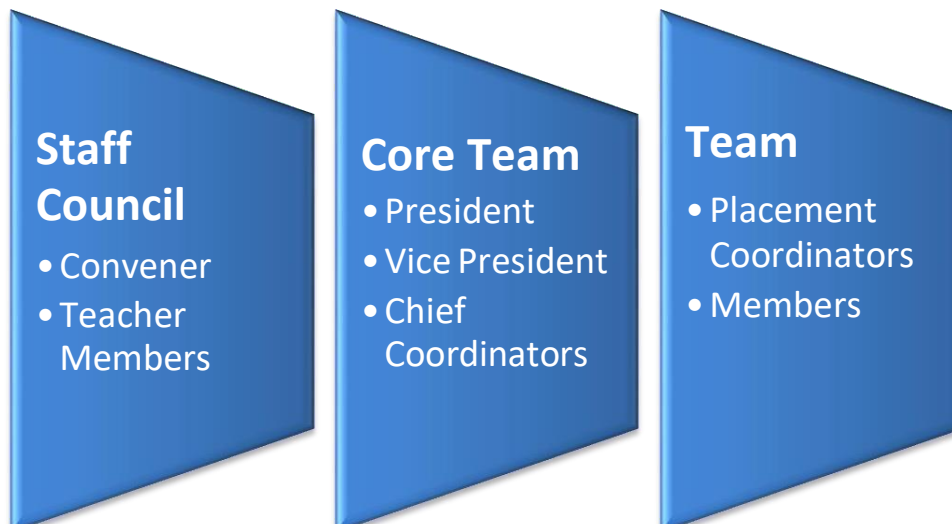 Staff
Council
• Convener
• Teacher
Members
Core Team
• President
• Vice President
• Chief
Coordinators
Team
• Placement
Coordinators
• Members